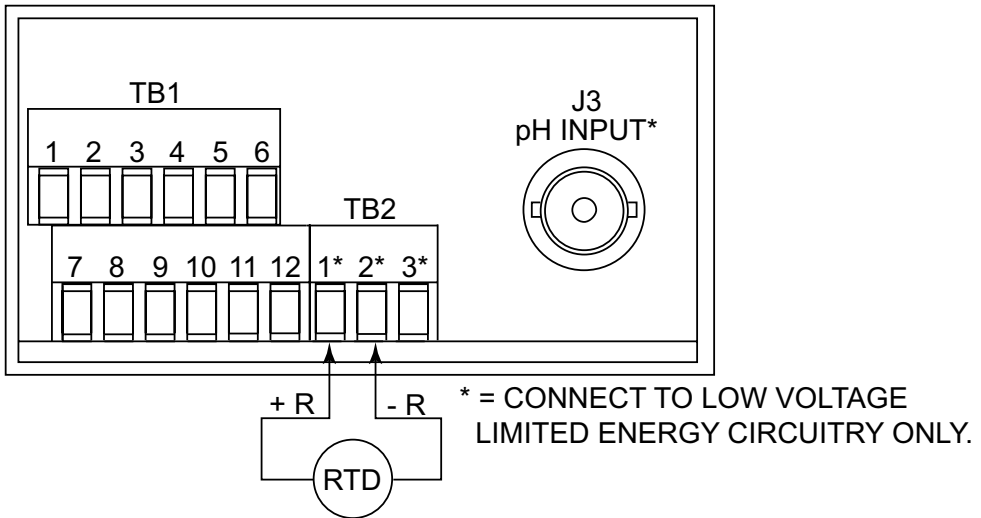 TB1
J3
pH INPUT*
1 2 3 4 5 6
TB2
7 8 9 10 11 12 1* 2* 3*
+ R - R
* = CONNECT TO LOW VOLTAGE
LIMITED ENERGY CIRCUITRY ONLY.
RTD